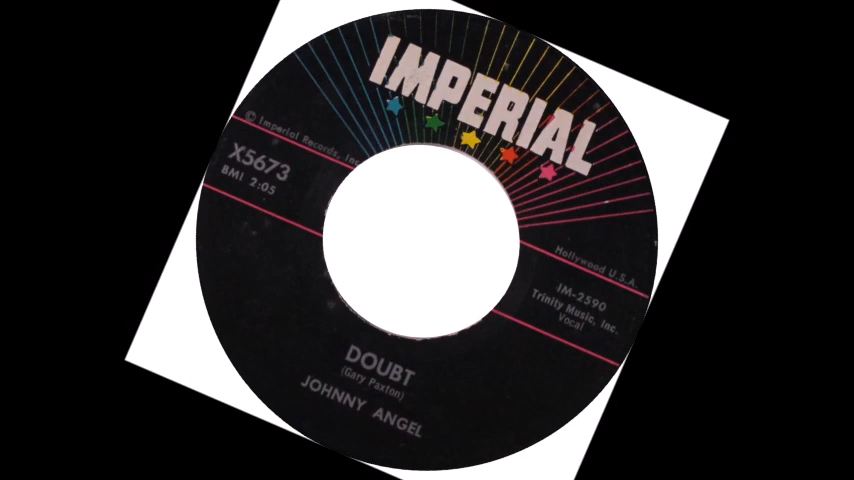 IMPERIAL
© Imperial Records, Inc.
X5673
BMI 2:05
Hollywood U.S.A.
IM-2590
Trinity Music, Inc.
Vocal
DOUBT
(Gary Paxton)
JOHNNY ANGEL